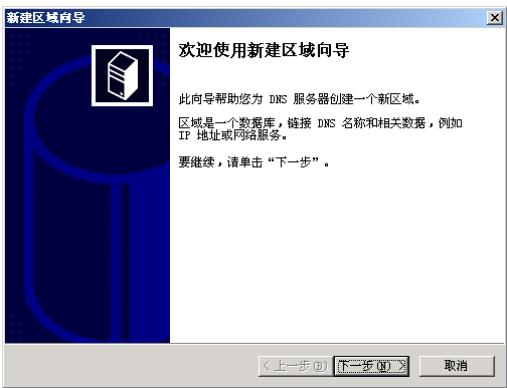 新建区域向导
欢迎使用新建区域向导
此向导帮助您为 DNS 服务器创建一个新区域。
区域是一个数据库，链接 DNS 名称和相关数据，例如
IP 地址或网络服务。
要继续，请单击“下一步”。
< 上一步(B) 下一步(N) > 取消